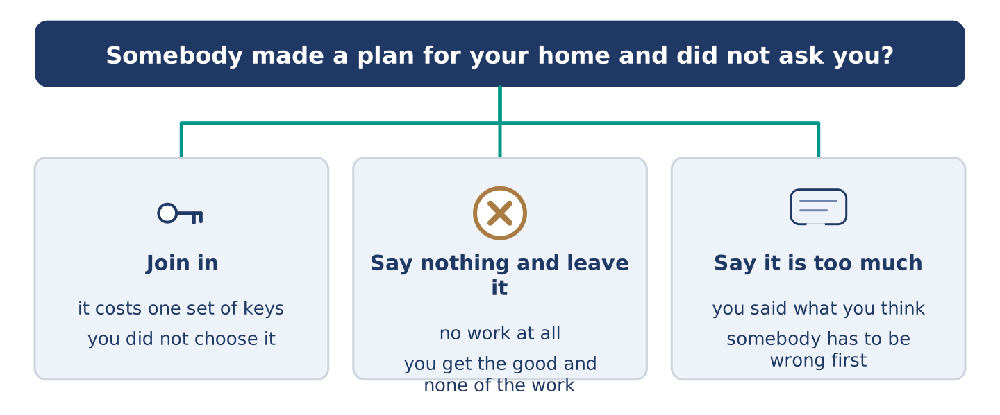 Somebody made a plan for your home and did not ask you?
Join in
it costs one set of keys
you did not choose it
Say nothing and leave
it
no work at all
you get the good and
none of the work
Say it is too much
you said what you think
somebody has to be
wrong first